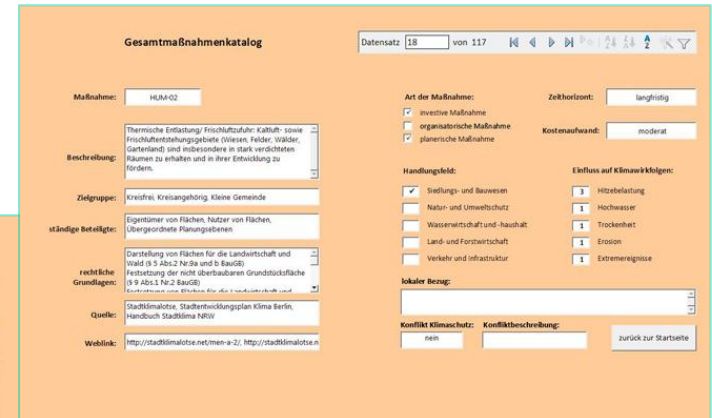 Gesamtmaßnahmenkatalog
Datensatz 18 von 117
Maßnahme: HUM-02
Beschreibung: Thermische Entlastung/ Frischluftzufuhr: Kaltluft- sowie
Frischluftentstehungsgebiete (Wiesen, Felder, Wälder,
Gartenland) sind insbesondere in stark verdichteten
Räumen zu erhalten und in ihrer Entwicklung zu
fördern.
Zielgruppe: Kreisfrei, Kreisangehörig, Kleine Gemeinde
ständige Beteiligte: Eigentümer von Flächen, Nutzer von Flächen,
Übergeordnete Planungsebenen
rechtliche Grundlagen: Darstellung von Flächen für die Landwirtschaft und
Wald (§ 5 Abs.2 Nr.9a und b BauGB)
Festsetzung der nicht überbaubaren Grundstücksfläche
(§ 9 Abs.1 Nr.2 BauGB)
Festsetzung von Flächen für die Landwirtschaft und
Quelle: Stadtklimalotse, Stadtentwicklungsplan Klima Berlin,
Handbuch Stadtklima NRW
Weblink: http://stadtklimalotse.net/men-a-2/, http://stadtklimalotse.n
Art der Maßnahme:
investive Maßnahme
organisatorische Maßnahme
planerische Maßnahme
Zeithorizont: langfristig
Kostenaufwand: moderat
Handlungsfeld:
Siedlungs- und Bauwesen
Natur- und Umweltschutz
Wasserwirtschaft und -haushalt
Land- und Forstwirtschaft
Verkehr und Infrastruktur
Einfluss auf Klimawirkfolgen:
3 Hitzebelastung
1 Hochwasser
1 Trockenheit
1 Erosion
1 Extremereignisse
lokaler Bezug:
Konflikt Klimaschutz: Konfliktbeschreibung:
nein
zurück zur Startseite